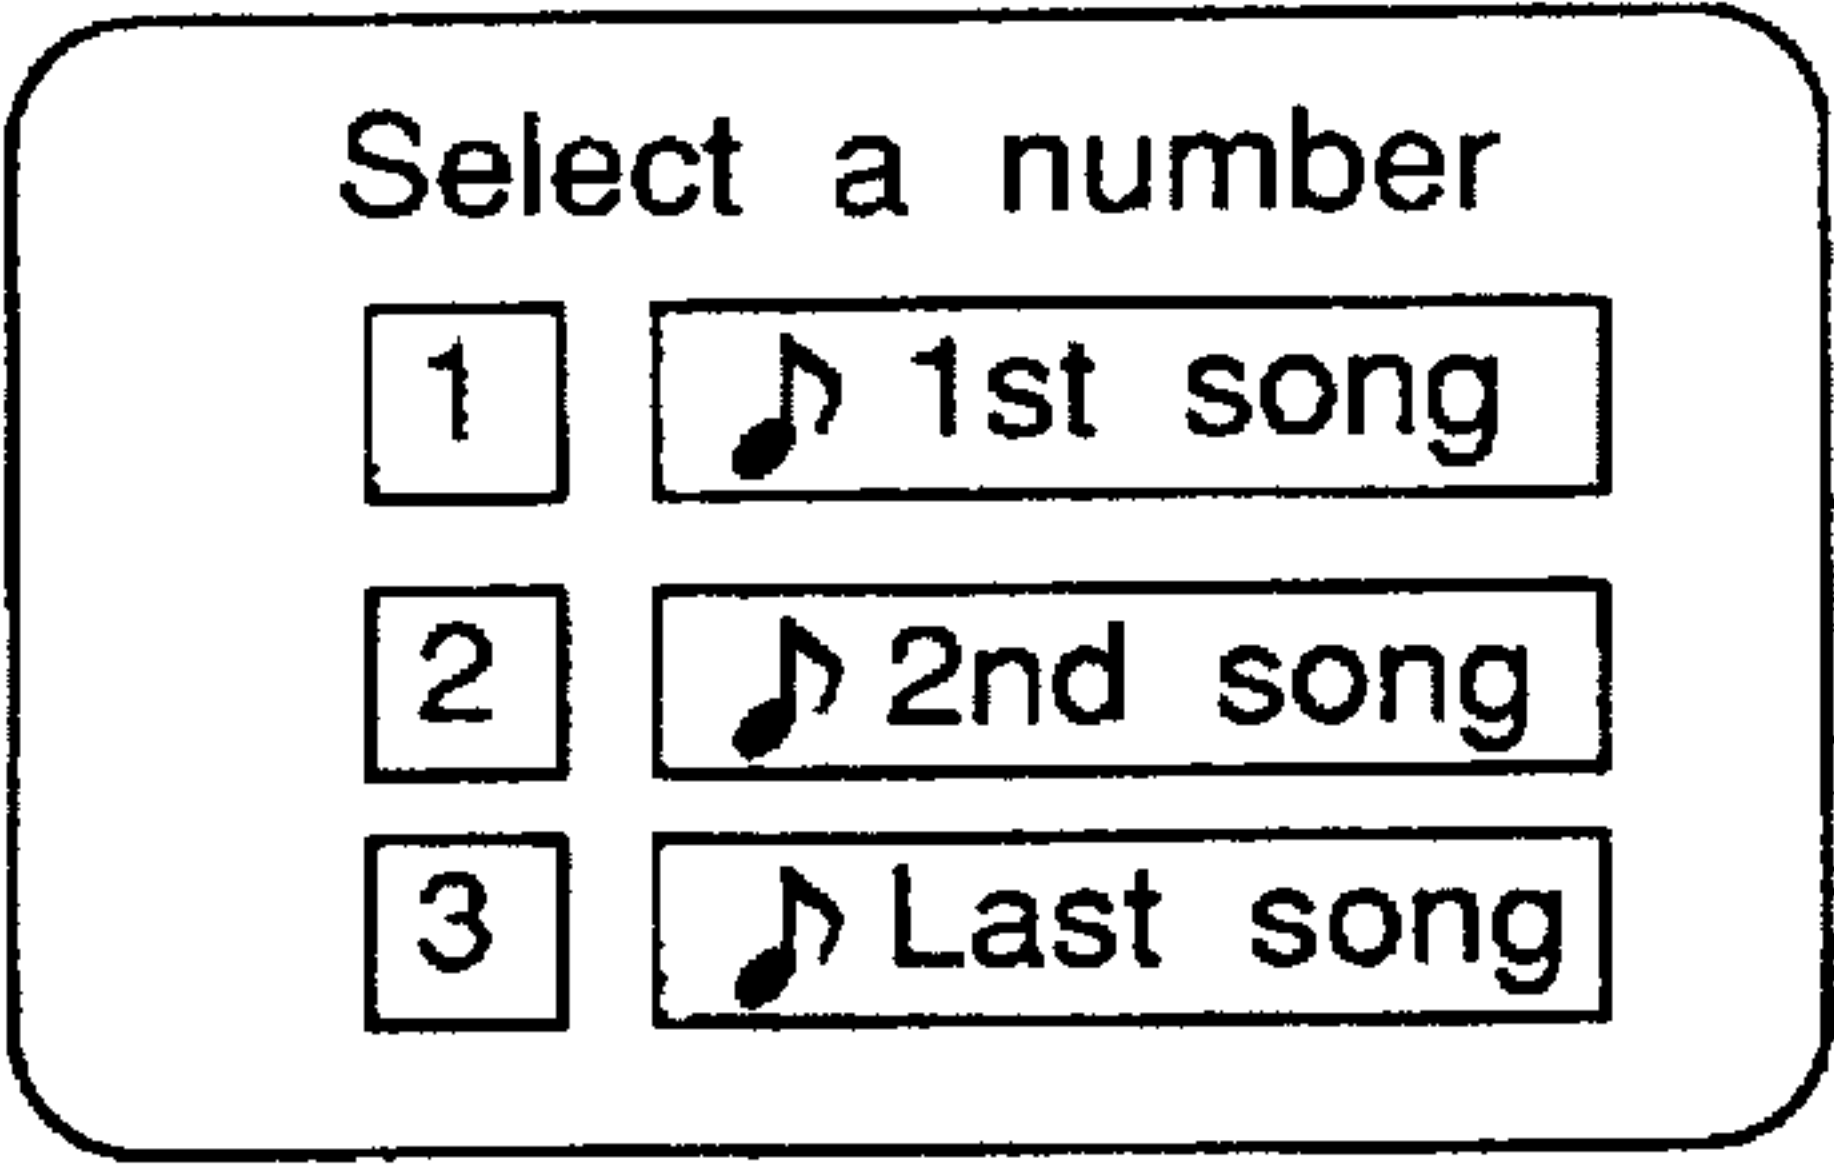 Select a number
1 ♪ 1st song
2 ♪ 2nd song
3 ♪ Last song